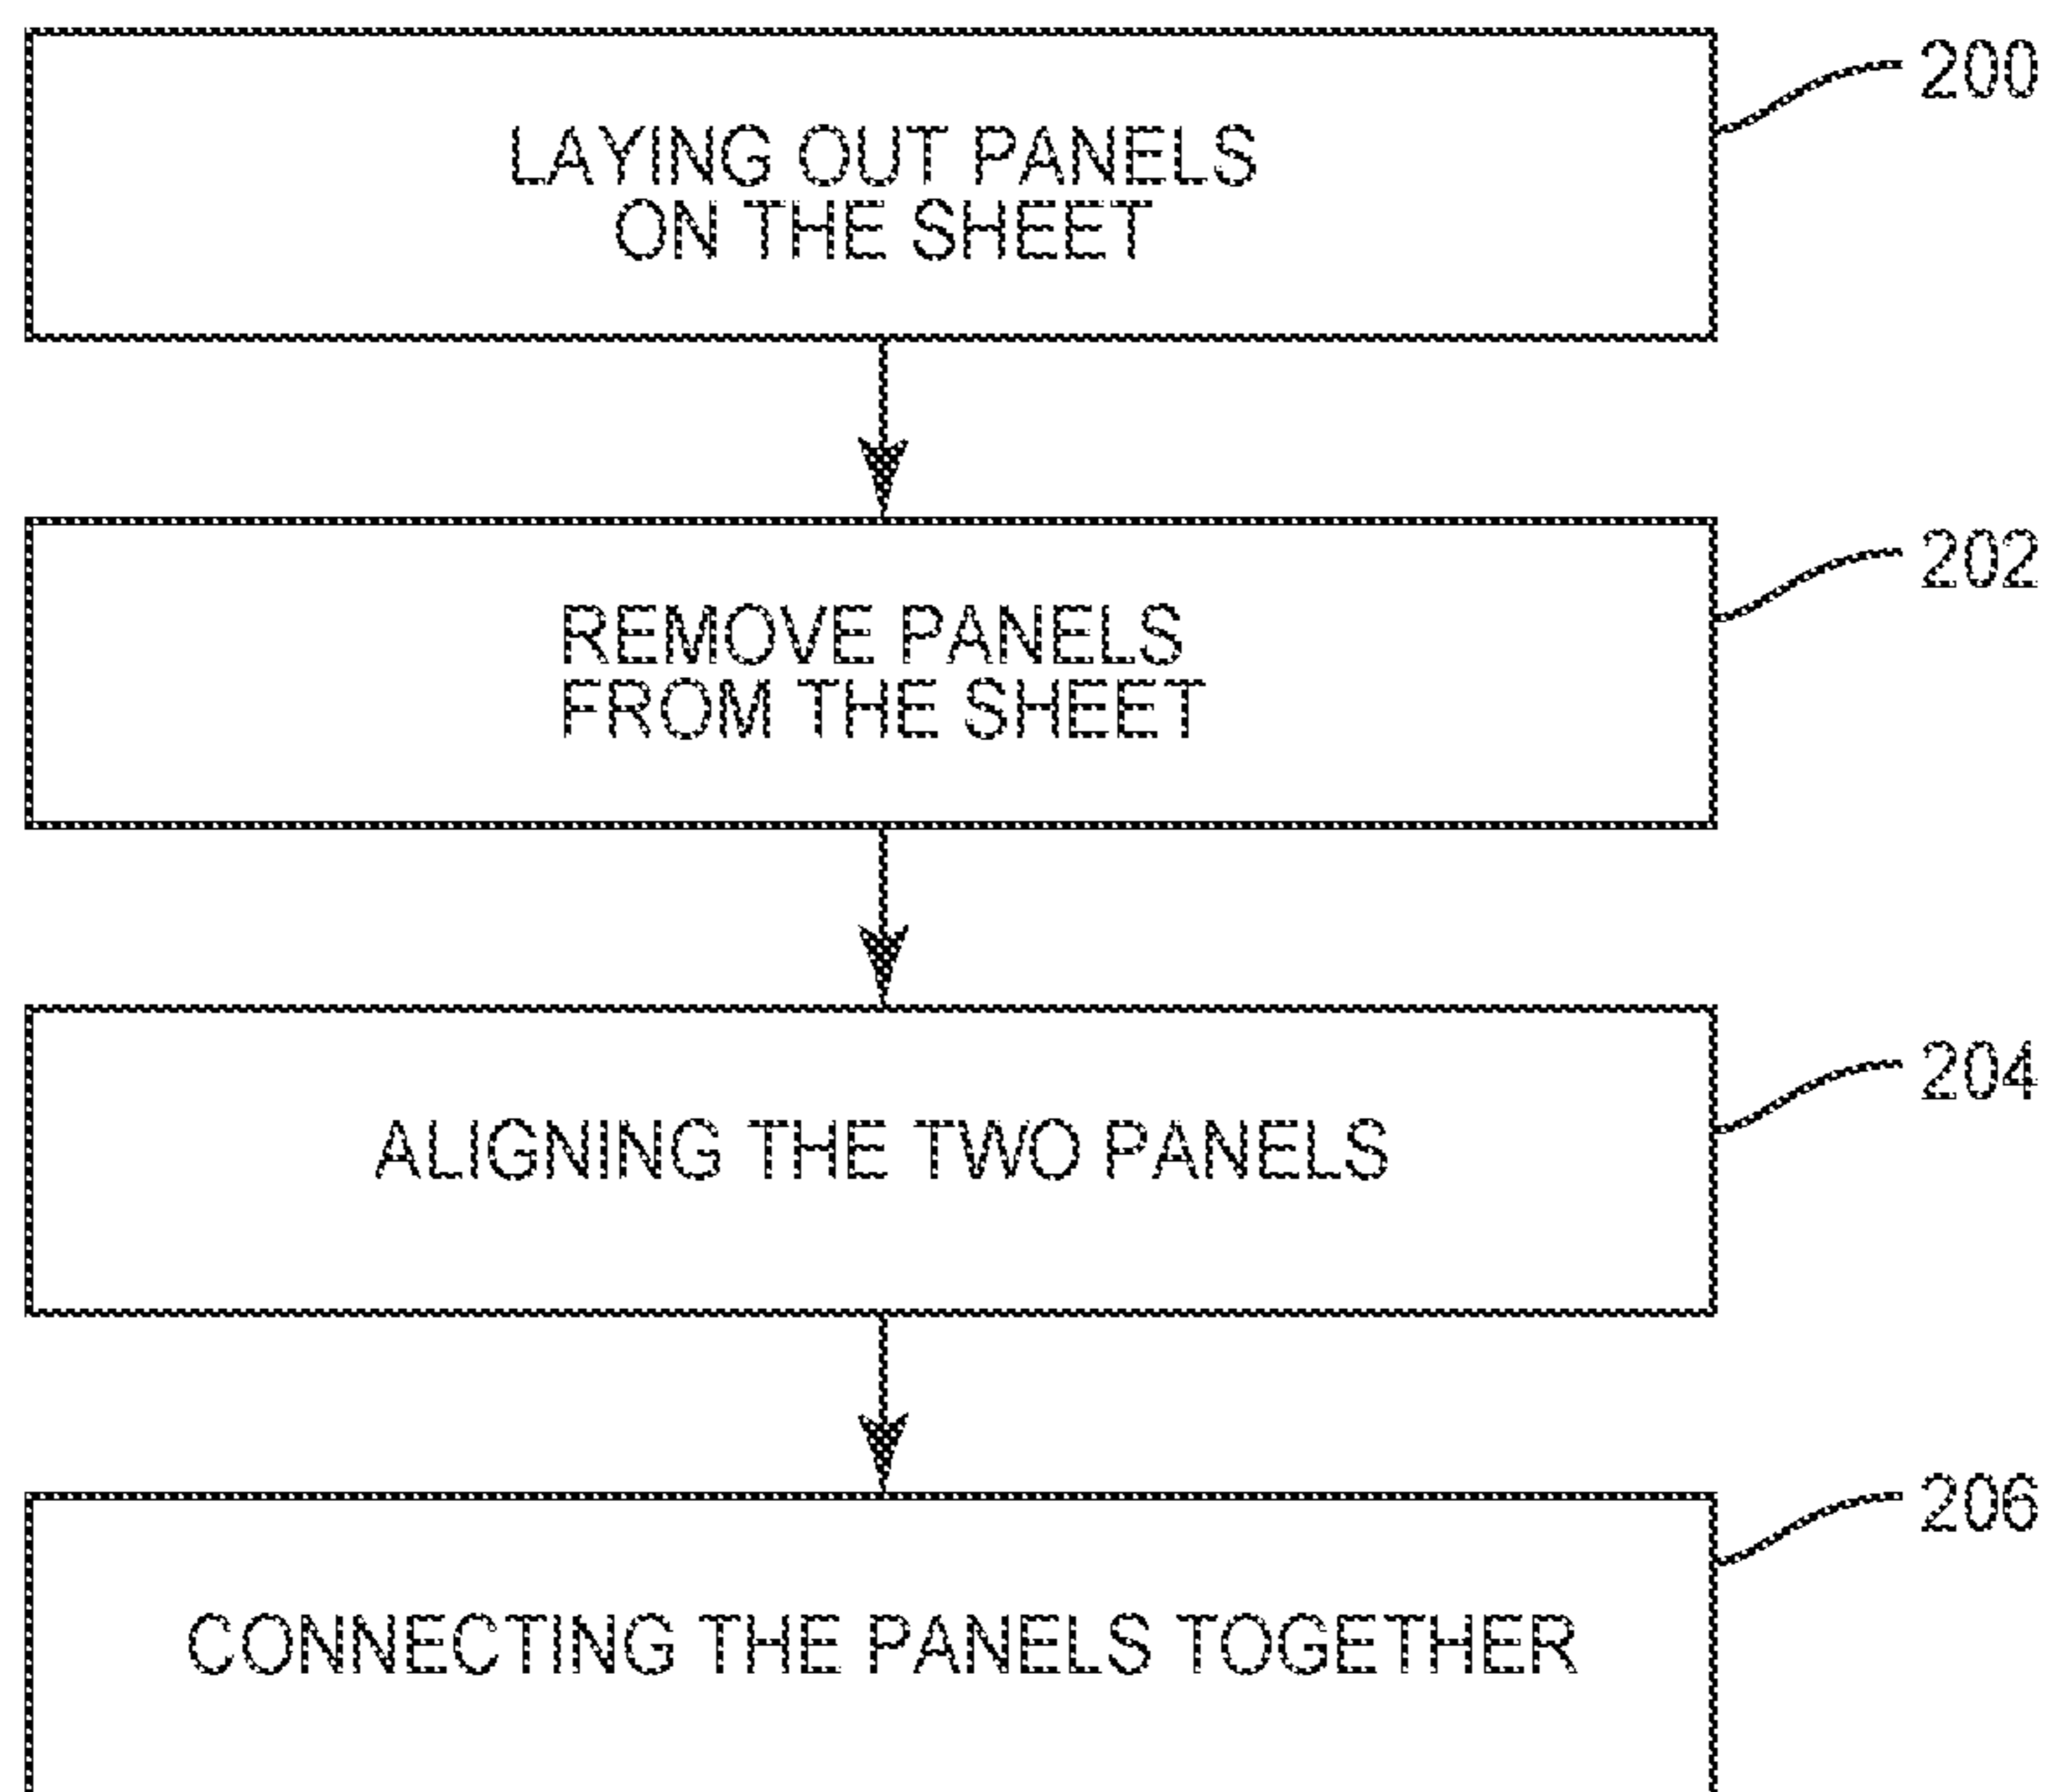 200
LAYING OUT PANELS
ON THE SHEET
202
REMOVE PANELS
FROM THE SHEET
204
ALIGNING THE TWO PANELS
206
CONNECTING THE PANELS TOGETHER